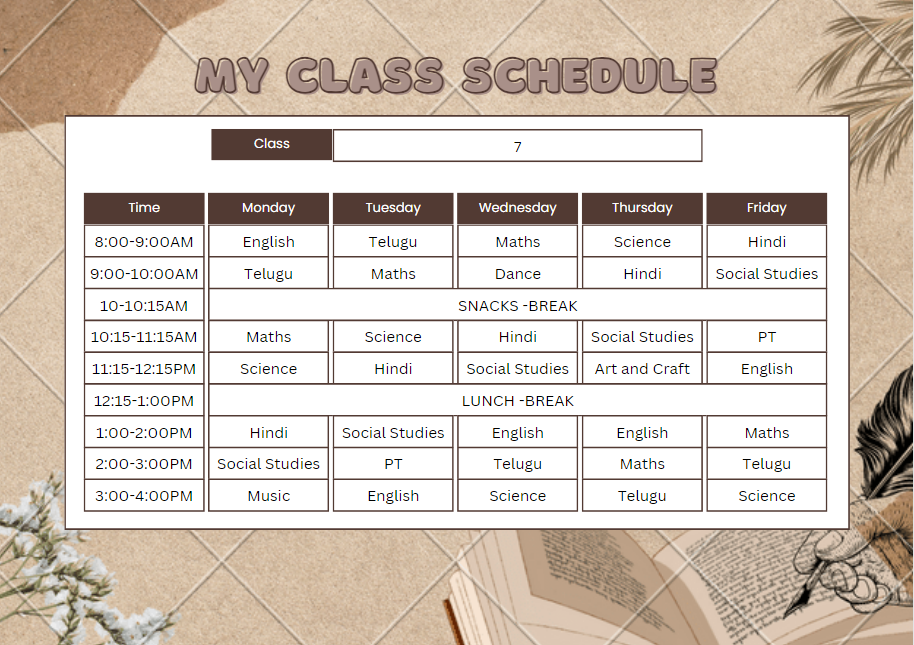 MY CLASS SCHEDULE
Class 7
Time Monday Tuesday Wednesday Thursday Friday
8:00-9:00AM English Telugu Maths Science Hindi
9:00-10:00AM Telugu Maths Dance Hindi Social Studies
10-10:15AM SNACKS -BREAK
10:15-11:15AM Maths Science Hindi Social Studies PT
11:15-12:15PM Science Hindi Social Studies Art and Craft English
12:15-1:00PM LUNCH -BREAK
1:00-2:00PM Hindi Social Studies English English Maths
2:00-3:00PM Social Studies PT Telugu Maths Telugu
3:00-4:00PM Music English Science Telugu Science